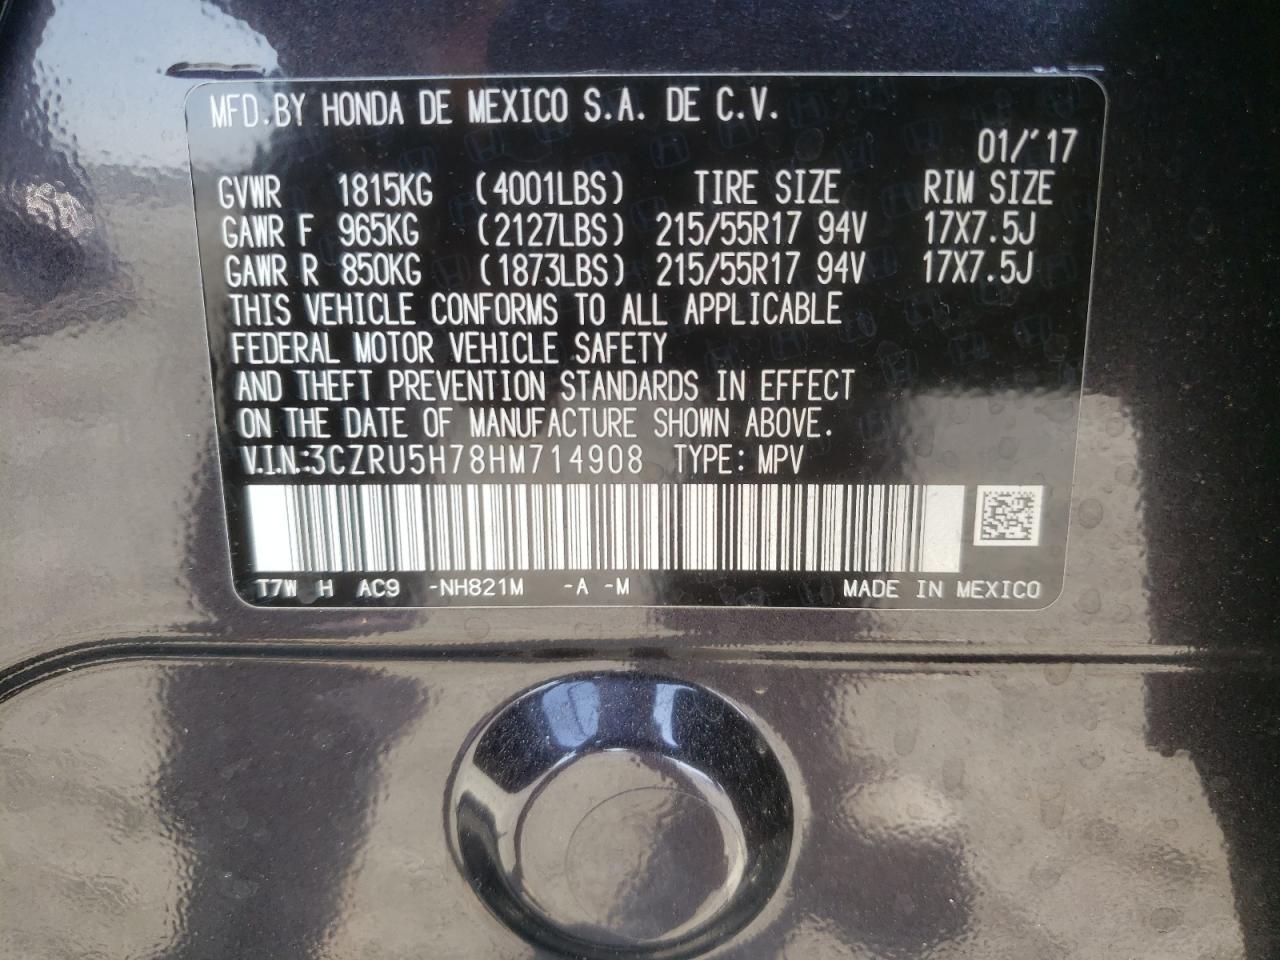 MFD. BY HONDA DE MEXICO S.A. DE C.V.
01/'17
GVWR 1815KG (4001LBS) TIRE SIZE RIM SIZE
GAWR F 965KG (2127LBS) 215/55R17 94V 17X7.5J
GAWR R 850KG (1873LBS) 215/55R17 94V 17X7.5J
THIS VEHICLE CONFORMS TO ALL APPLICABLE
FEDERAL MOTOR VEHICLE SAFETY
AND THEFT PREVENTION STANDARDS IN EFFECT
ON THE DATE OF MANUFACTURE SHOWN ABOVE.
V.I.N.:3CZRU5H78HM714908 TYPE: MPV
T7W H AC9 -NH821M -A -M MADE IN MEXICO